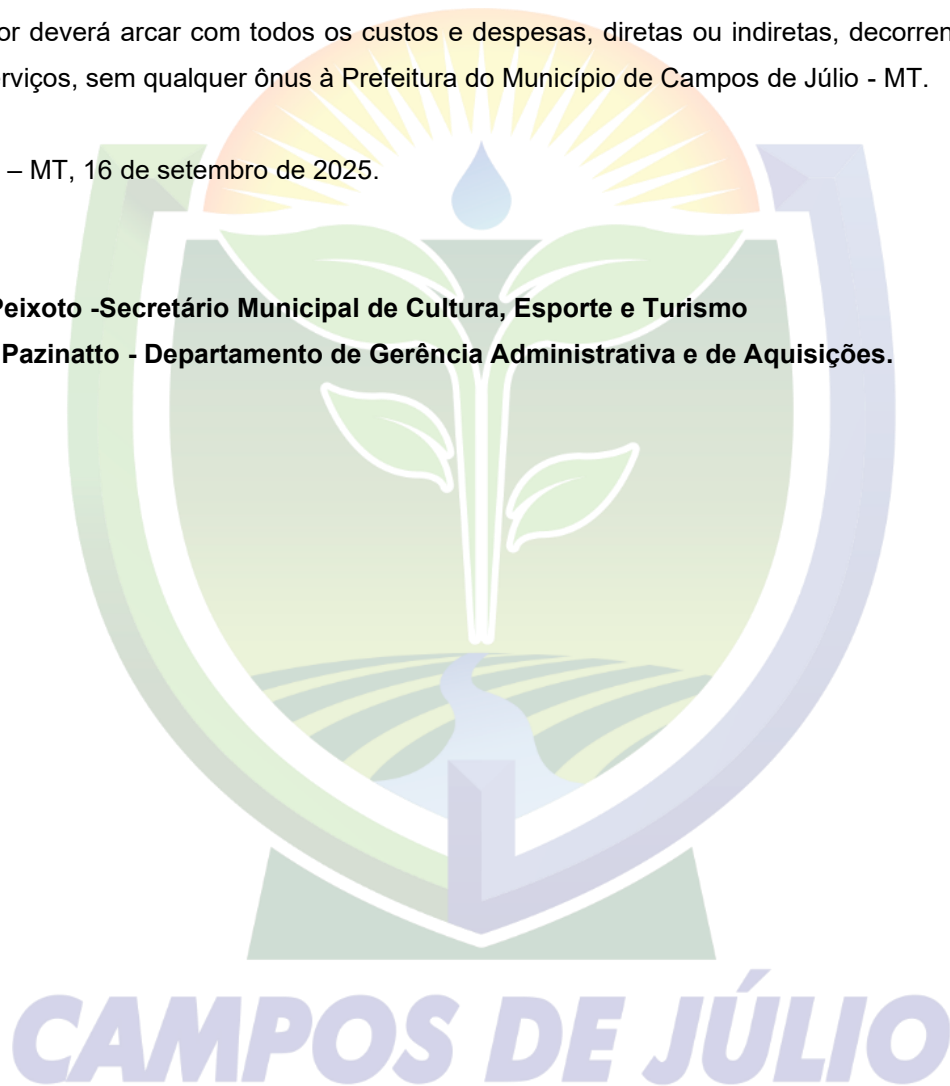 or deverá arcar com todos os custos e despesas, diretas ou indiretas, decorren
erviços, sem qualquer ônus à Prefeitura do Município de Campos de Júlio - MT.
– MT, 16 de setembro de 2025.
Peixoto -Secretário Municipal de Cultura, Esporte e Turismo
Pazinatto - Departamento de Gerência Administrativa e de Aquisições.
CAMPOS DE JÚLIO